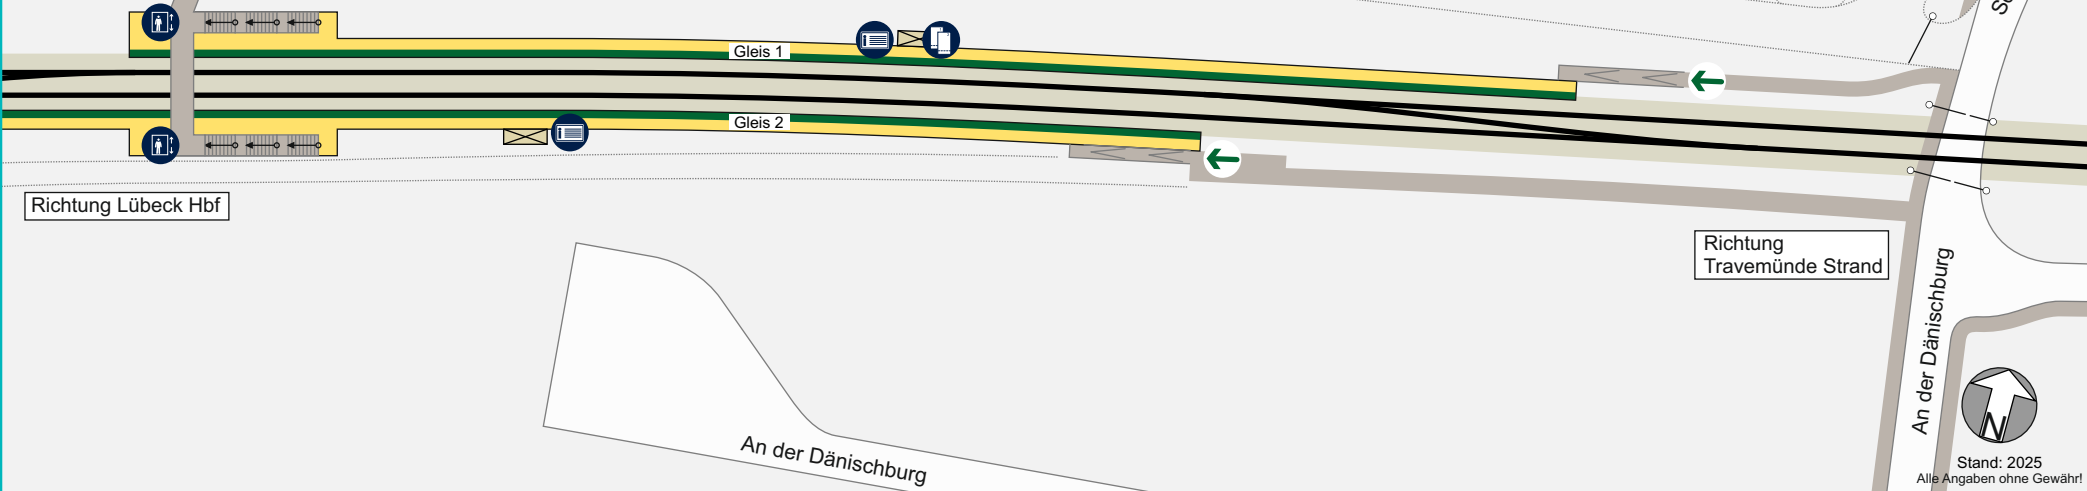 Gleis 1
Gleis 2
Richtung Lübeck Hbf
Richtung
Travemünde Strand
An der Dänischburg
An der Dänischburg
N
Stand: 2025
Alle Angaben ohne Gewähr!